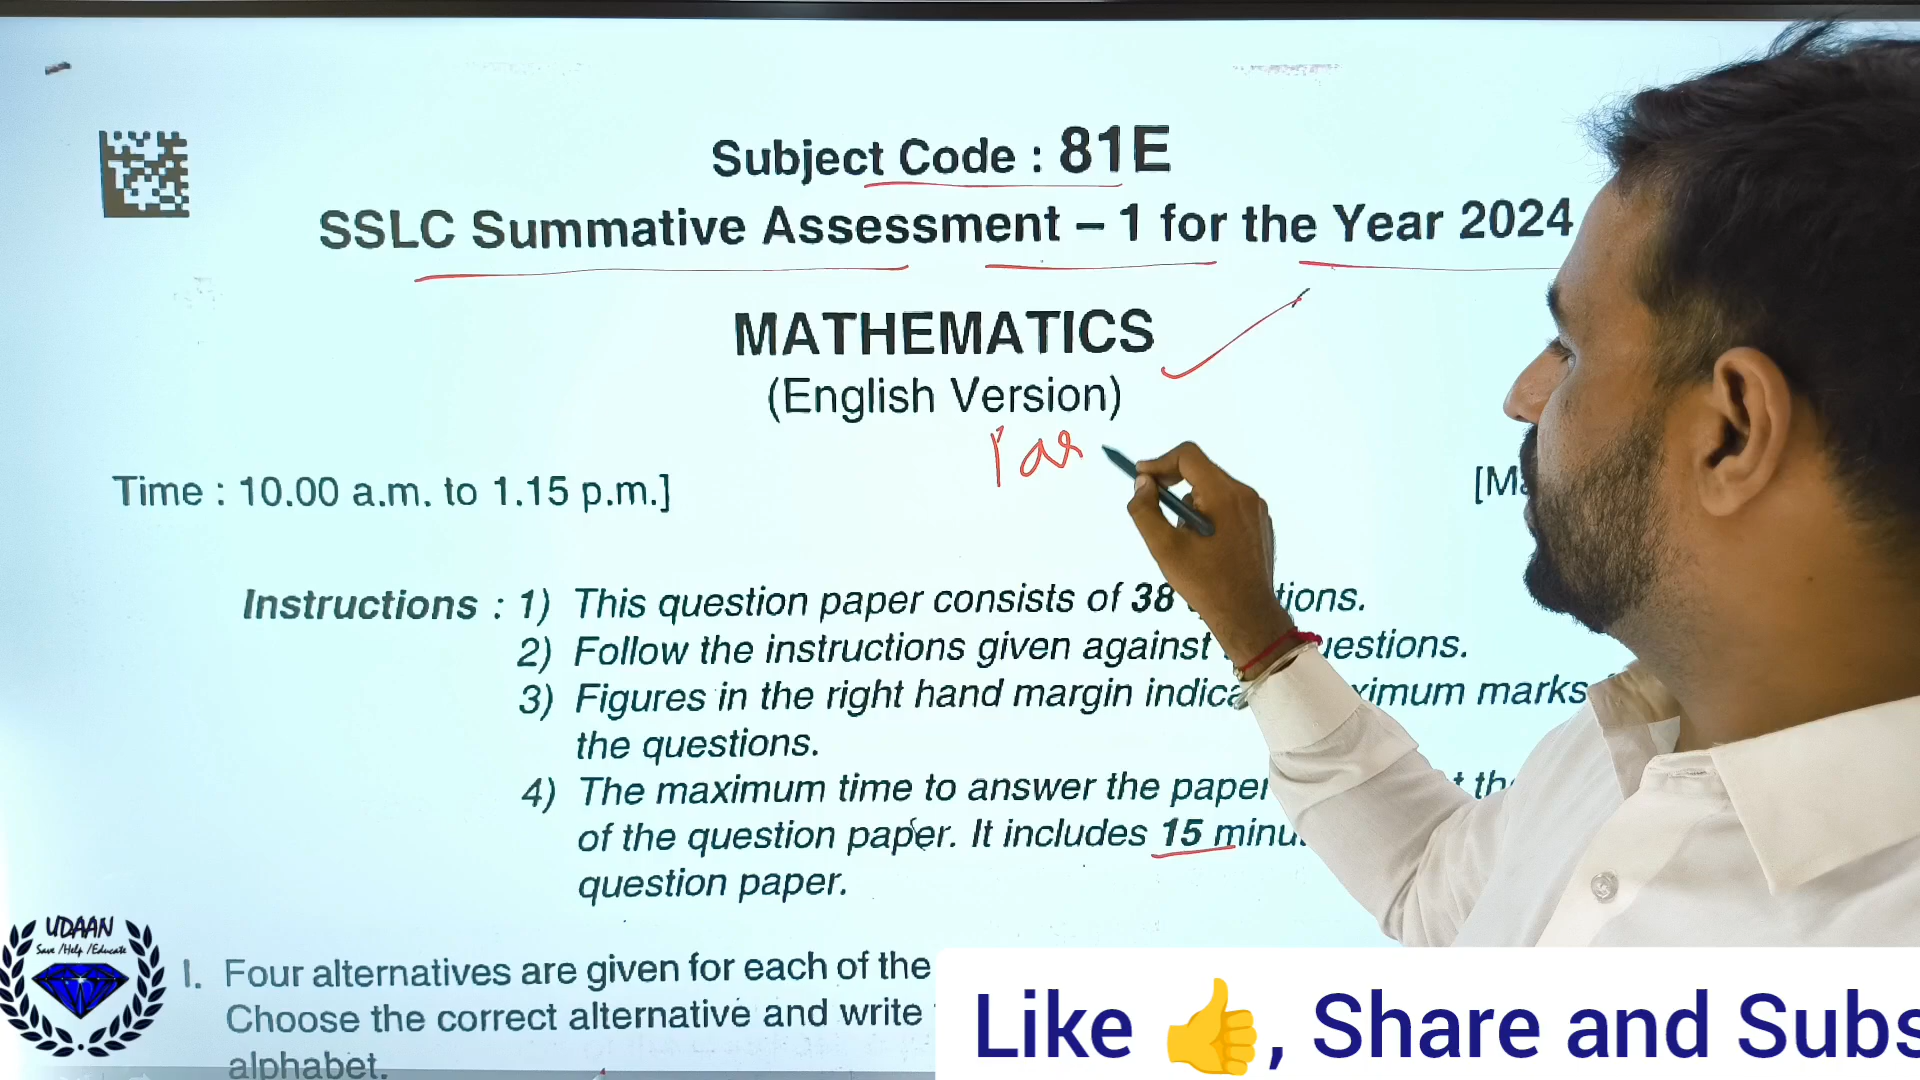 Subject Code : 81E
SSLC Summative Assessment – 1 for the Year 2024
MATHEMATICS
(English Version)
Time : 10.00 a.m. to 1.15 p.m.]
Instructions : 1) This question paper consists of 38
2) Follow the instructions given against
3) Figures in the right hand margin marks
the questions.
4) The maximum time to answer the paper
of the question paper. It includes 15
question paper.
UDAAN
Save /Help /Educate
I. Four alternatives are given for each of the
Choose the correct alternative and write
alphabet.
Like 👍, Share and Subs